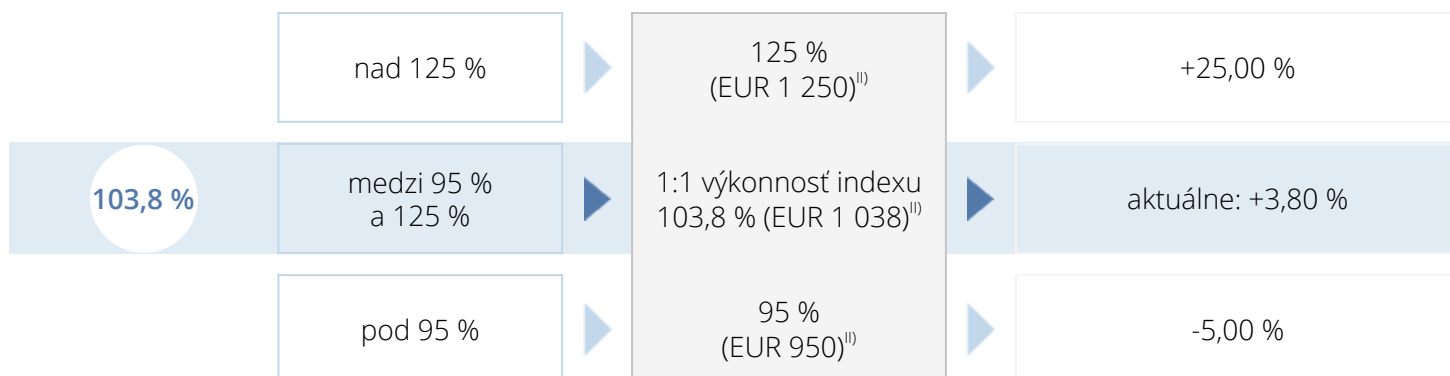 nad 125 %
125 %
(EUR 1 250)II)
+25,00 %
103,8 %
medzi 95 %
a 125 %
1:1 výkonnosť indexu
103,8 % (EUR 1 038)II)
aktuálne: +3,80 %
pod 95 %
95 %
(EUR 950)II)
-5,00 %